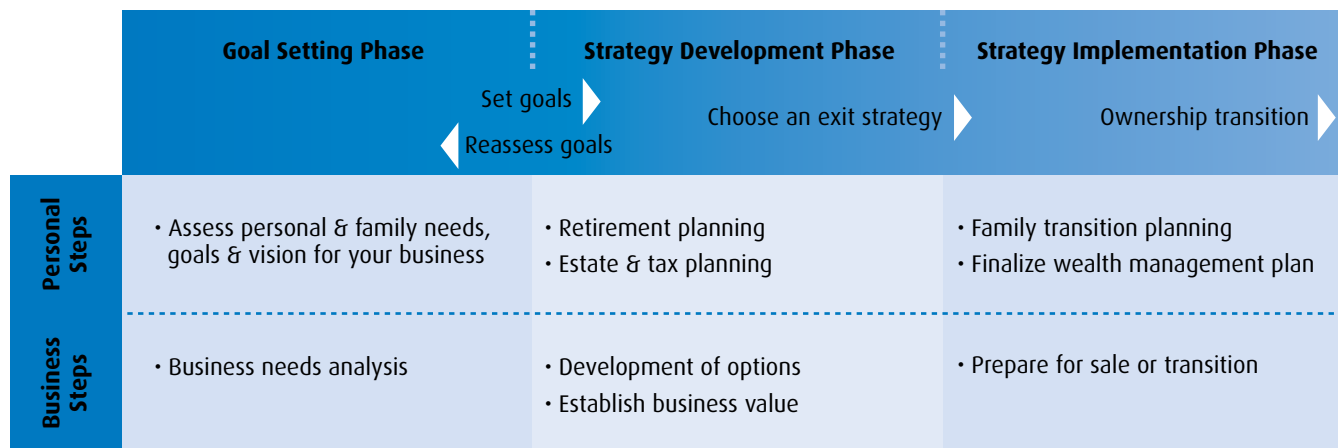 Goal Setting Phase
Strategy Development Phase
Strategy Implementation Phase
Set goals
Reassess goals
Choose an exit strategy
Ownership transition
Personal
Steps
· Assess personal & family needs,
goals & vision for your business
· Retirement planning
· Estate & tax planning
· Family transition planning
· Finalize wealth management plan
Business
Steps
· Business needs analysis
· Development of options
· Establish business value
· Prepare for sale or transition